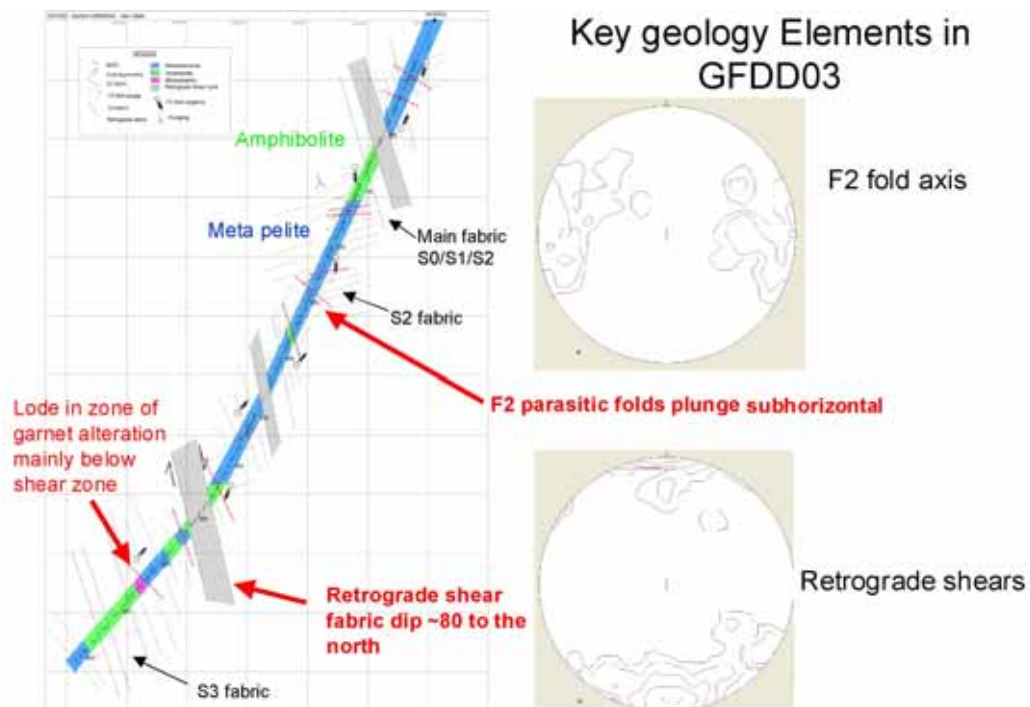 Key geology Elements in
GFDD03
Amphibolite
Meta pelite
Main fabric
S0/S1/S2
S2 fabric
F2 parasitic folds plunge subhorizontal
Lode in zone of
garnet alteration
mainly below
shear zone
Retrograde shear
fabric dip ~80 to the
north
S3 fabric
F2 fold axis
Retrograde shears